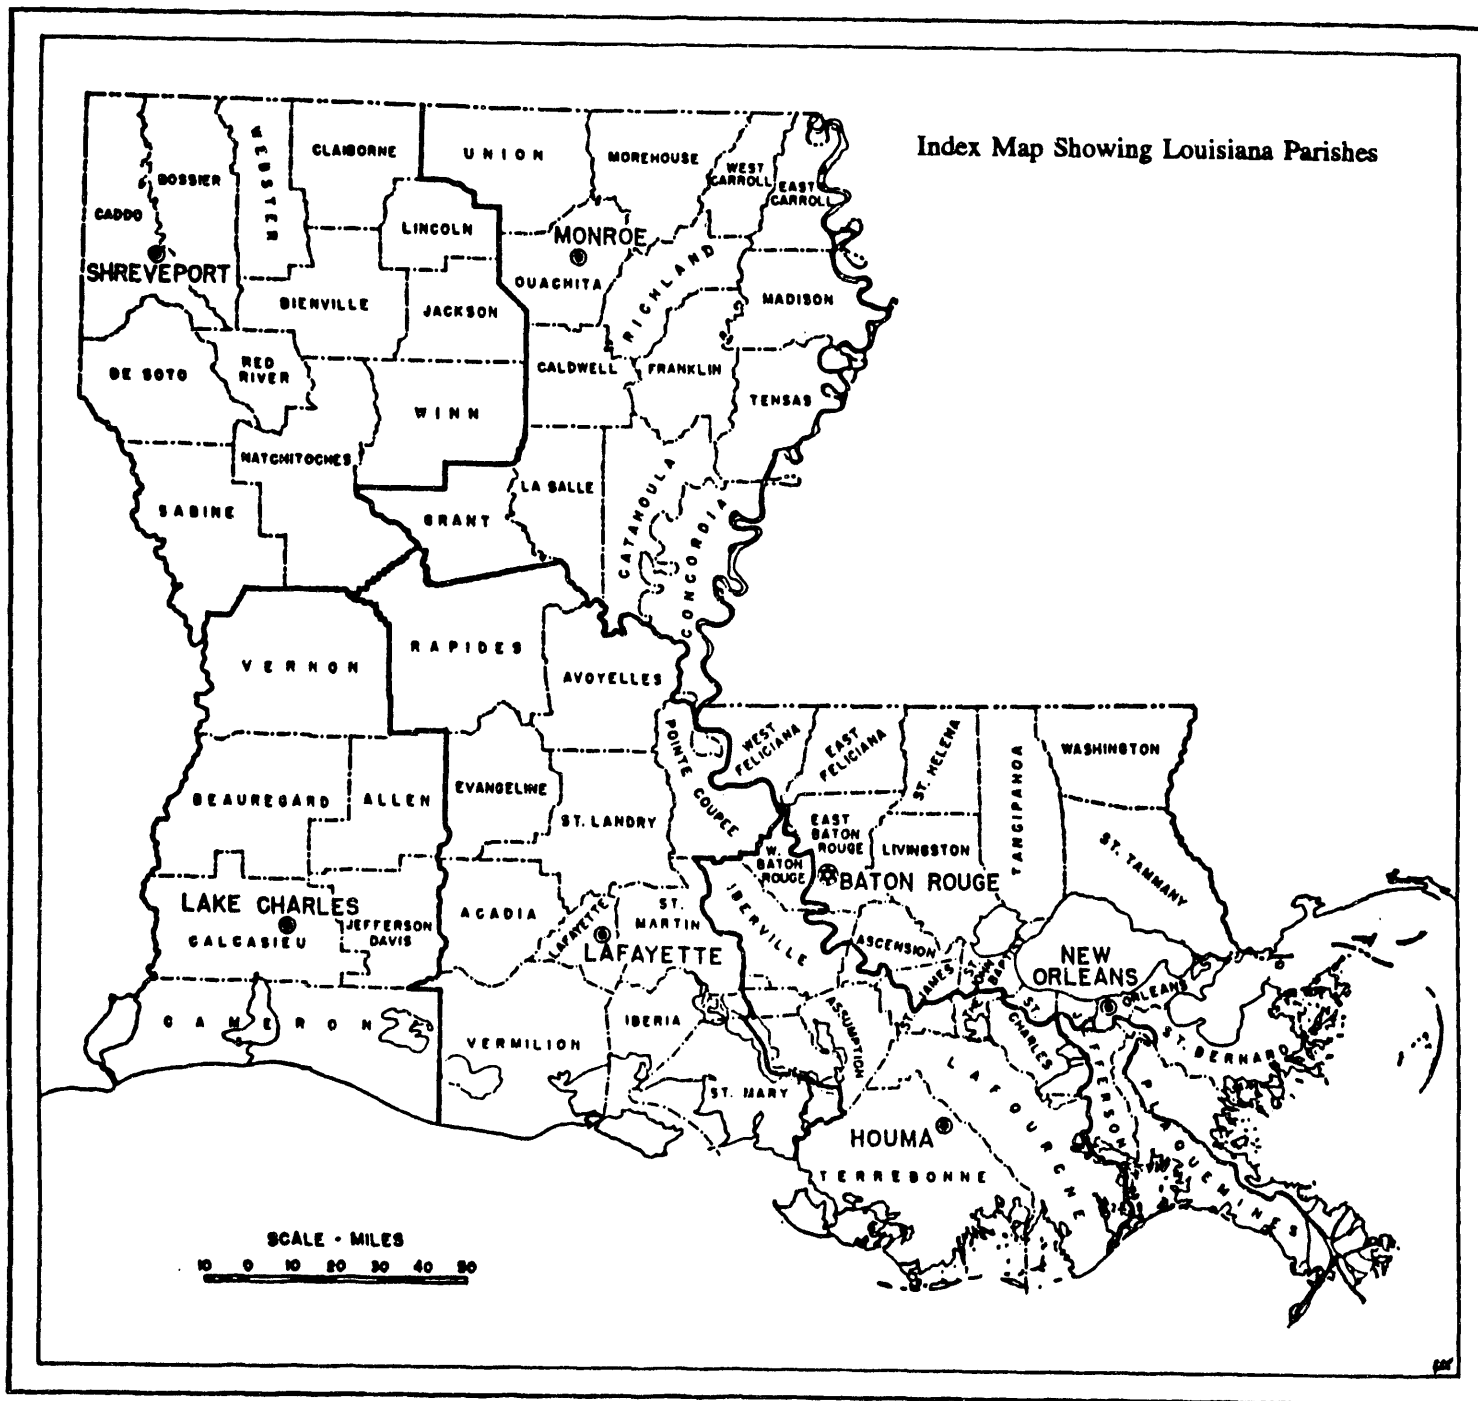 Index Map Showing Louisiana Parishes
WEBSTER
CLAIBORNE
UNION
MOREHOUSE
WEST
CARROLL
EAST
CARROLL
BOSSIER
CADDO
LINCOLN
MONROE
SHREVEPORT
OUACHITA
RICHLAND
BIENVILLE
JACKSON
MADISON
DE SOTO
RED
RIVER
CALDWELL
FRANKLIN
WINN
TENSAS
NATCHITOCHES
SABINE
LA SALLE
GRANT
CATAHOULA
CONCORDIA
VERNON
RAPIDES
AVOYELLES
POINTE COUPEE
WEST
FELICIANA
EAST
FELICIANA
ST. HELENA
TANGIPAHOA
WASHINGTON
BEAUREGARD
ALLEN
EVANGELINE
ST. LANDRY
EAST
BATON
ROUGE
W.
BATON
ROUGE
LIVINGSTON
ST. TAMMANY
BATON ROUGE
LAKE CHARLES
CALCASIEU
JEFFERSON
DAVIS
ACADIA
LAFAYETTE
ST.
MARTIN
LAFAYETTE
IBERVILLE
ASCENSION
ST. JAMES
ST.
JOHN
BAPTIST
NEW
ORLEANS
ORLEANS
CAMERON
VERMILION
IBERIA
ASSUMPTION
ST. CHARLES
ST. BERNARD
ST. MARY
LAFOURCHE
JEFFERSON
PLAQUEMINES
HOUMA
TERREBONNE
SCALE - MILES
10 0 10 20 30 40 50